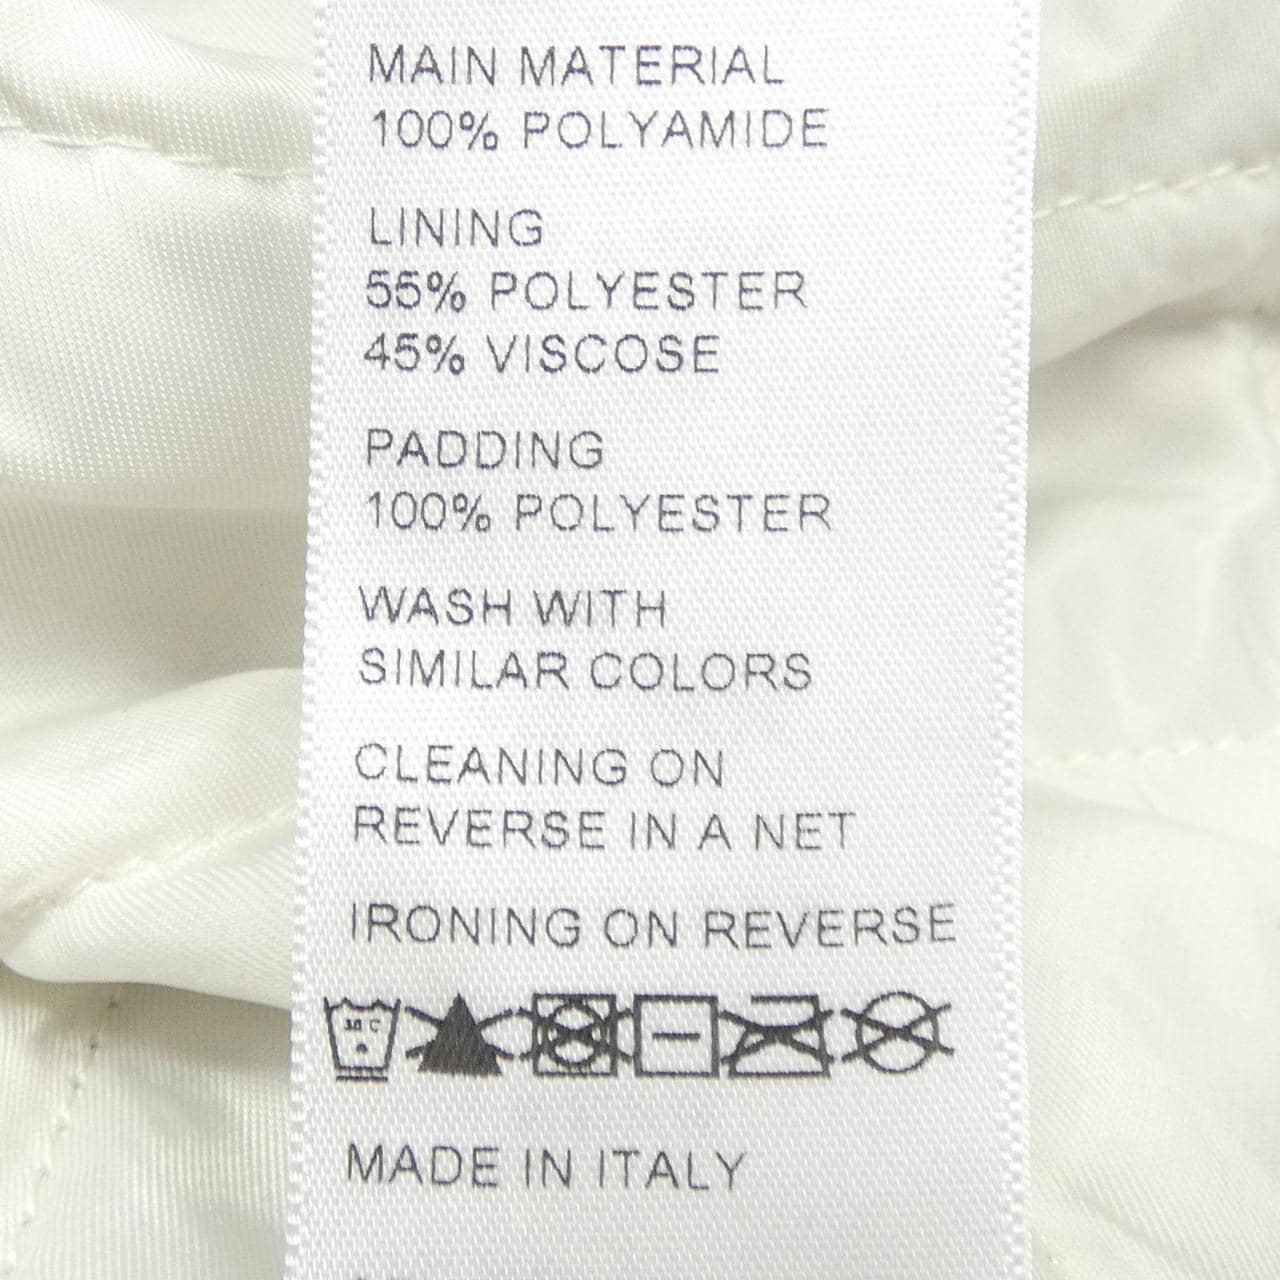 MAIN MATERIAL
100% POLYAMIDE
LINING
55% POLYESTER
45% VISCOSE
PADDING
100% POLYESTER
WASH WITH
SIMILAR COLORS
CLEANING ON
REVERSE IN A NET
IRONING ON REVERSE
MADE IN ITALY